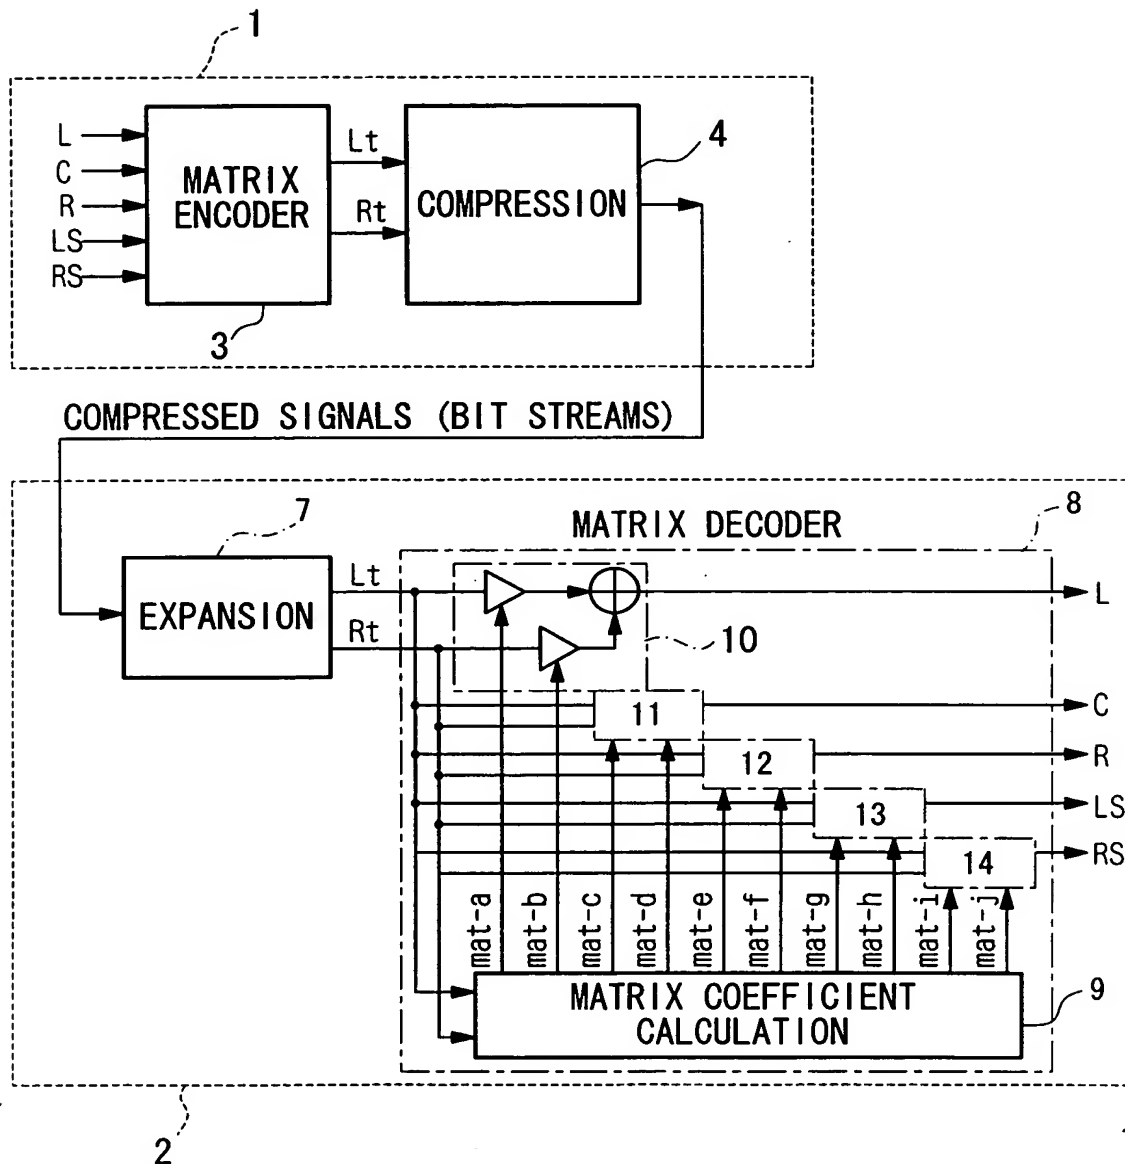 1
L
C
R
LS
RS
MATRIX
ENCODER
3
Lt
Rt
COMPRESSION
4
COMPRESSED SIGNALS (BIT STREAMS)
7
EXPANSION
Lt
Rt
MATRIX DECODER
8
10
L
11
C
12
R
13
LS
14
RS
mat-a
mat-b
mat-c
mat-d
mat-e
mat-f
mat-g
mat-h
mat-i
mat-j
MATRIX COEFFICIENT
CALCULATION
9
2